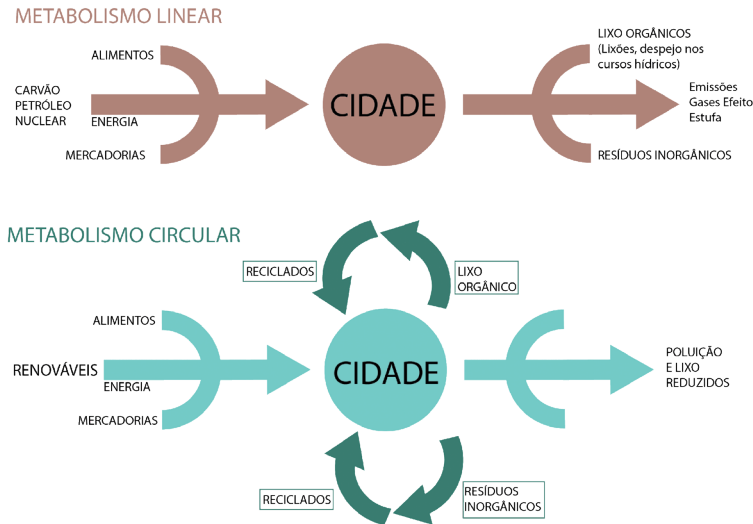 METABOLISMO LINEAR
ALIMENTOS
CARVÃO
PETRÓLEO
NUCLEAR
ENERGIA
MERCADORIAS
CIDADE
LIXO ORGÂNICOS
(Lixões, despejo nos
cursos hídricos)
Emissões
Gases Efeito
Estufa
RESÍDUOS INORGÂNICOS
METABOLISMO CIRCULAR
RECICLADOS
LIXO
ORGÂNICO
ALIMENTOS
RENOVÁVEIS
ENERGIA
MERCADORIAS
CIDADE
POLUIÇÃO
E LIXO
REDUZIDOS
RECICLADOS
RESÍDUOS
INORGÂNICOS